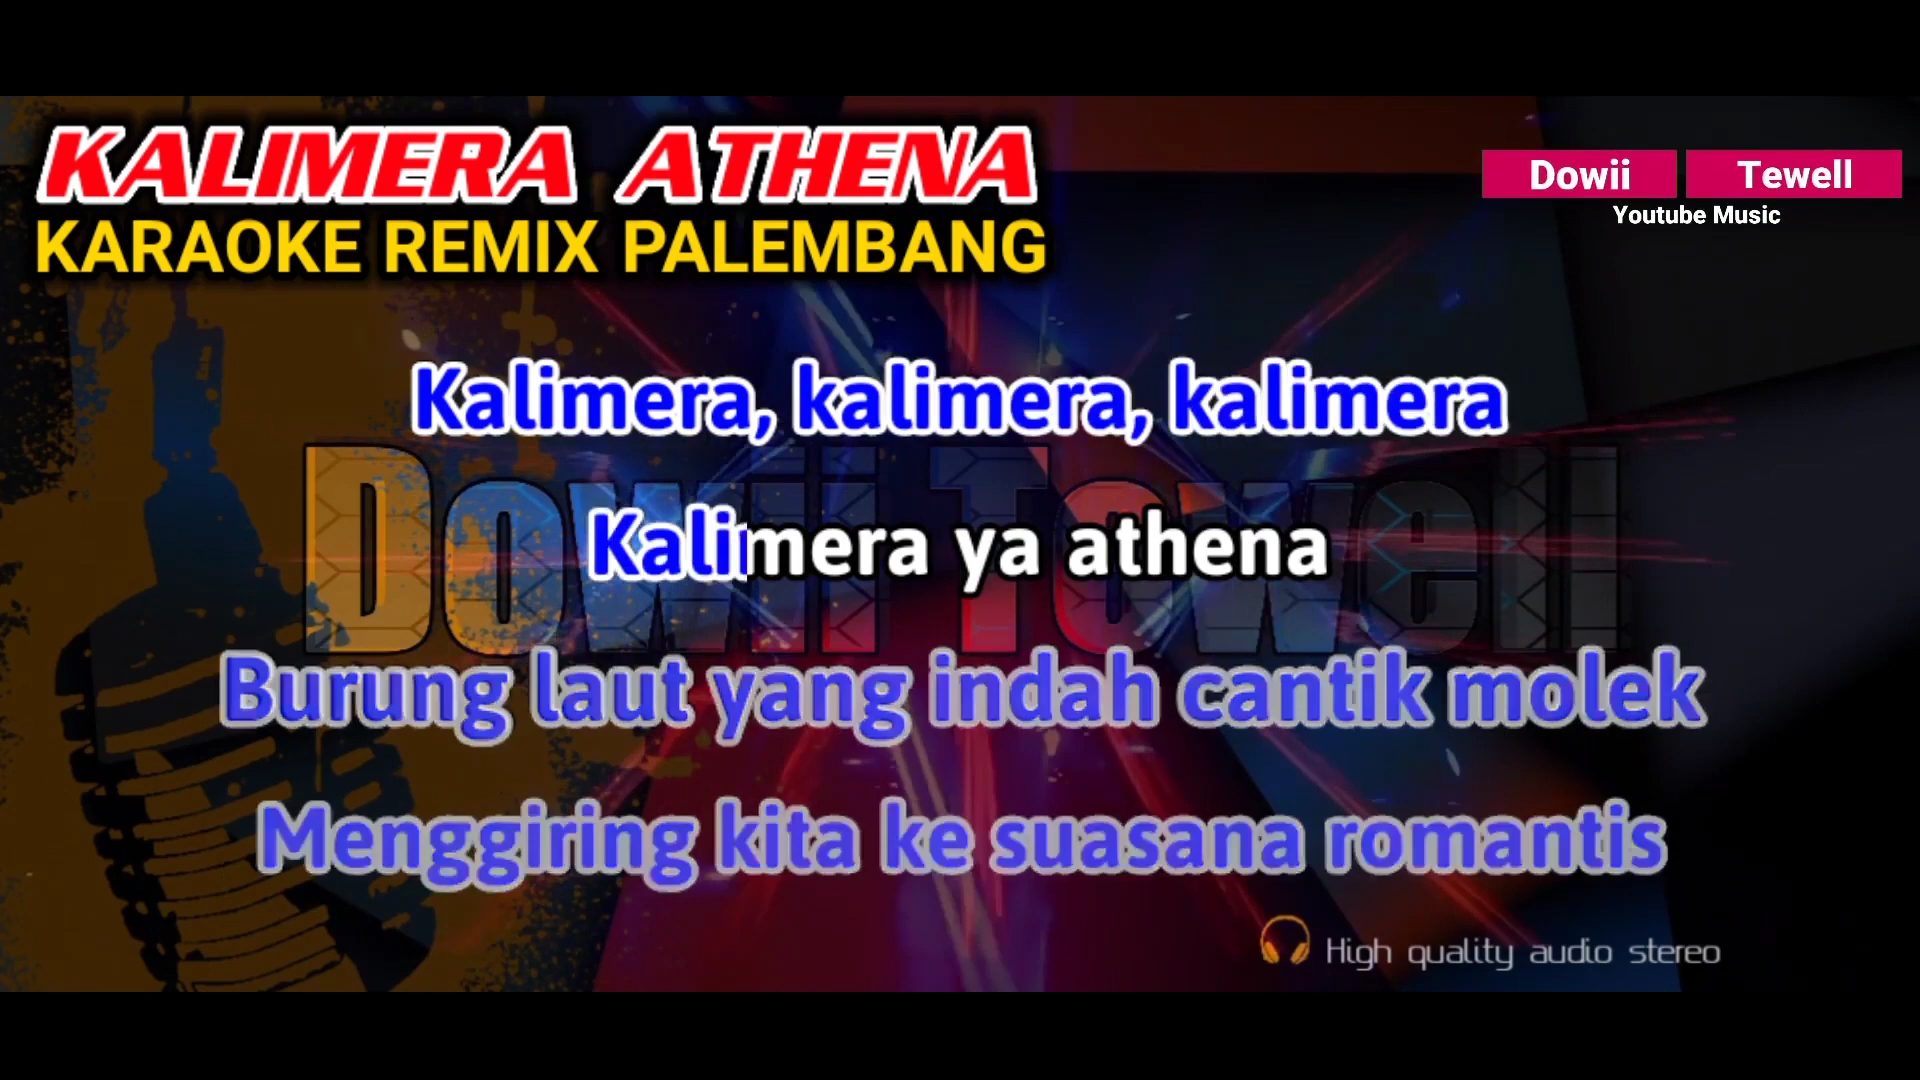 KALIMERA ATHENA
KARAOKE REMIX PALEMBANG
Dowii Tewell
Youtube Music
Kalimera, kalimera, kalimera
Kalimera ya athena
Dowii Tewell
Burung laut yang indah cantik molek
Menggiring kita ke suasana romantis
High quality audio stereo